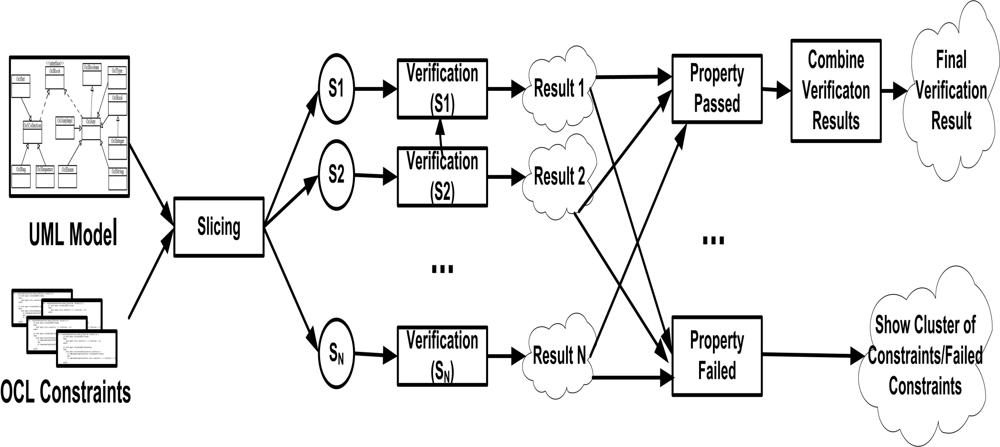 <<interface>>
OclRoot
OclBoolean
OclType
OclSet
OclReal
OclCollection
OclAnyImpl
OclAny
OclInteger
OclBag
OclSequence
OclEnum
OclString
UML Model
OCL Constraints
Slicing
S1
S2
SN
Verification
(S1)
Verification
(S2)
...
Verification
(SN)
Result 1
Result 2
Result N
Property
Passed
...
Property
Failed
Combine
Verificaton
Results
Final
Verification
Result
Show Cluster of
Constraints/Failed
Constraints